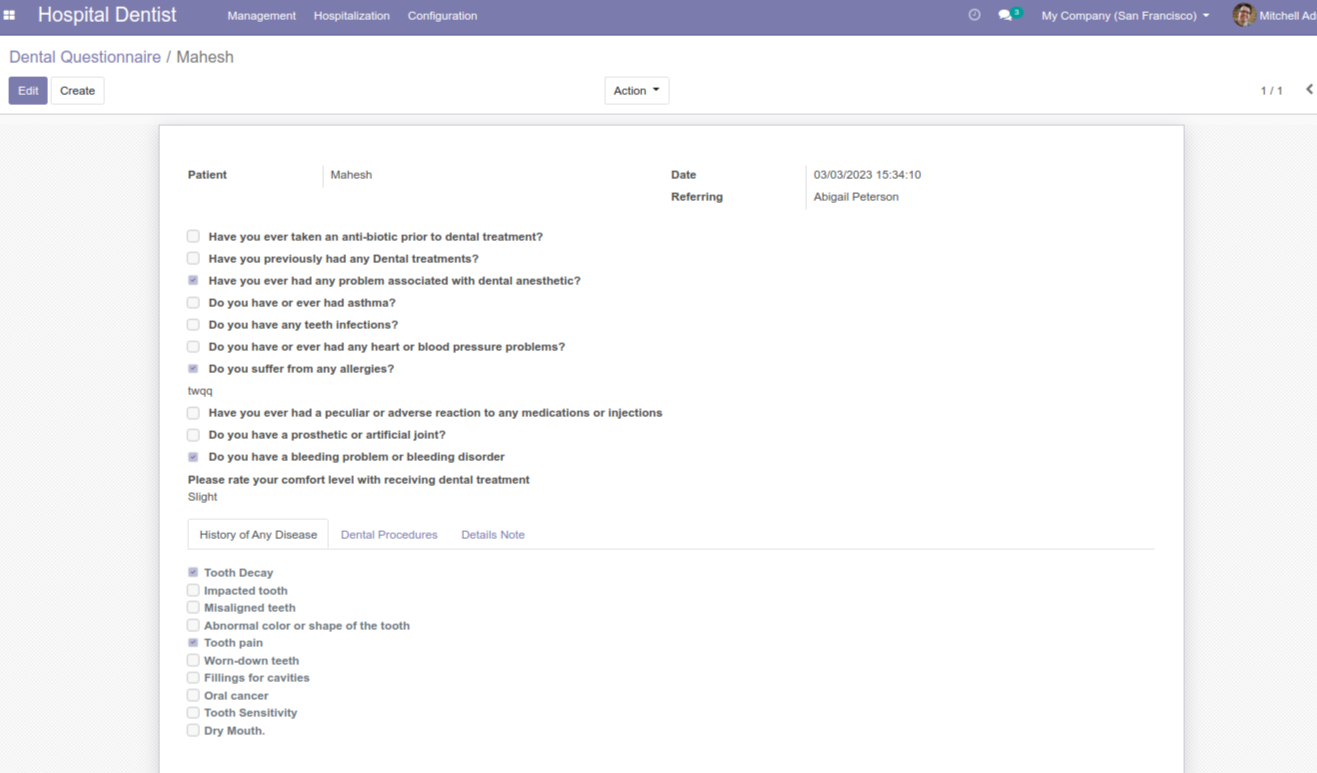 Hospital Dentist Management Hospitalization Configuration 3 My Company (San Francisco) Mitchell Ad
Dental Questionnaire / Mahesh
Edit Create Action 1 / 1
Patient Mahesh Date 03/03/2023 15:34:10
Referring Abigail Peterson
Have you ever taken an anti-biotic prior to dental treatment?
Have you previously had any Dental treatments?
Have you ever had any problem associated with dental anesthetic?
Do you have or ever had asthma?
Do you have any teeth infections?
Do you have or ever had any heart or blood pressure problems?
Do you suffer from any allergies?
twqq
Have you ever had a peculiar or adverse reaction to any medications or injections
Do you have a prosthetic or artificial joint?
Do you have a bleeding problem or bleeding disorder
Please rate your comfort level with receiving dental treatment
Slight
History of Any Disease Dental Procedures Details Note
Tooth Decay
Impacted tooth
Misaligned teeth
Abnormal color or shape of the tooth
Tooth pain
Worn-down teeth
Fillings for cavities
Oral cancer
Tooth Sensitivity
Dry Mouth.